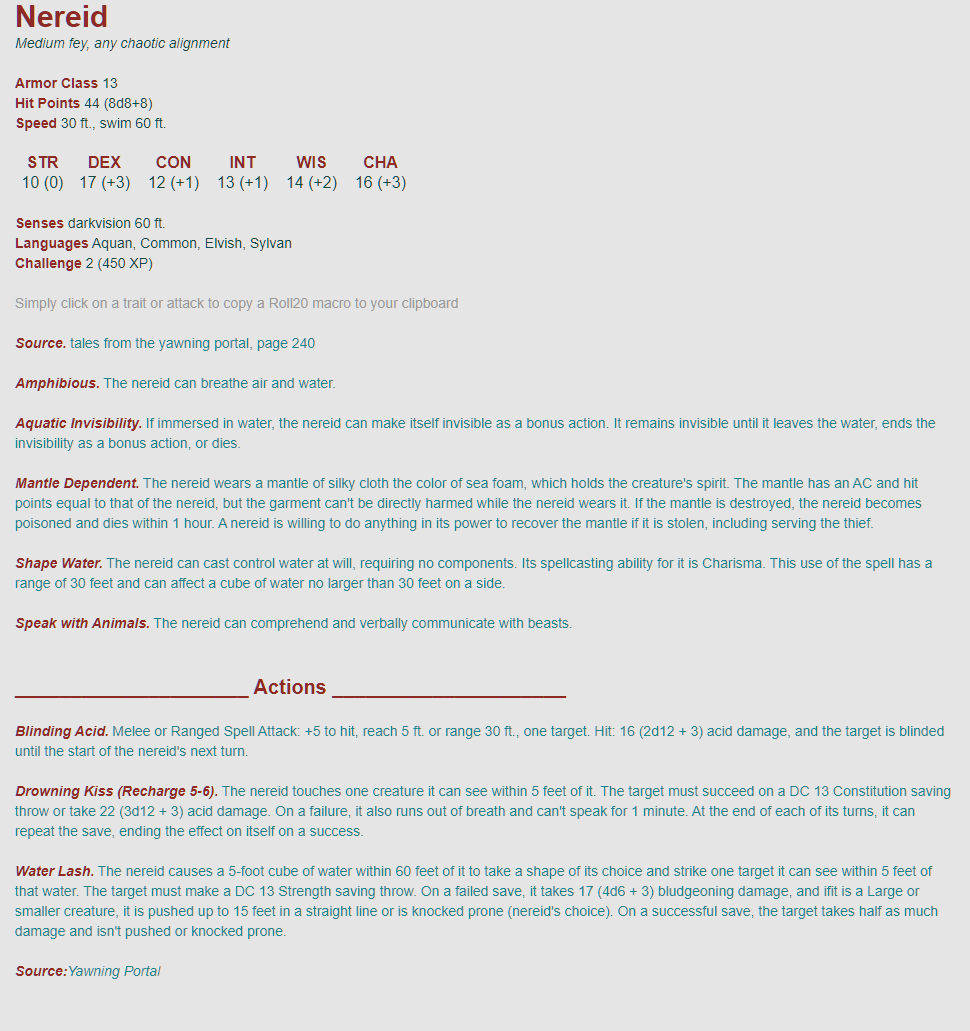 Nereid
Medium fey, any chaotic alignment
Armor Class 13
Hit Points 44 (8d8+8)
Speed 30 ft., swim 60 ft.
STR DEX CON INT WIS CHA
10 (0) 17 (+3) 12 (+1) 13 (+1) 14 (+2) 16 (+3)
Senses darkvision 60 ft.
Languages Aquan, Common, Elvish, Sylvan
Challenge 2 (450 XP)
Simply click on a trait or attack to copy a Roll20 macro to your clipboard
Source. tales from the yawning portal, page 240
Amphibious. The nereid can breathe air and water.
Aquatic Invisibility. If immersed in water, the nereid can make itself invisible as a bonus action. It remains invisible until it leaves the water, ends the
invisibility as a bonus action, or dies.
Mantle Dependent. The nereid wears a mantle of silky cloth the color of sea foam, which holds the creature's spirit. The mantle has an AC and hit
points equal to that of the nereid, but the garment can't be directly harmed while the nereid wears it. If the mantle is destroyed, the nereid becomes
poisoned and dies within 1 hour. A nereid is willing to do anything in its power to recover the mantle if it is stolen, including serving the thief.
Shape Water. The nereid can cast control water at will, requiring no components. Its spellcasting ability for it is Charisma. This use of the spell has a
range of 30 feet and can affect a cube of water no larger than 30 feet on a side.
Speak with Animals. The nereid can comprehend and verbally communicate with beasts.
_____________________ Actions _____________________
Blinding Acid. Melee or Ranged Spell Attack: +5 to hit, reach 5 ft. or range 30 ft., one target. Hit: 16 (2d12 + 3) acid damage, and the target is blinded
until the start of the nereid's next turn.
Drowning Kiss (Recharge 5-6). The nereid touches one creature it can see within 5 feet of it. The target must succeed on a DC 13 Constitution saving
throw or take 22 (3d12 + 3) acid damage. On a failure, it also runs out of breath and can't speak for 1 minute. At the end of each of its turns, it can
repeat the save, ending the effect on itself on a success.
Water Lash. The nereid causes a 5-foot cube of water within 60 feet of it to take a shape of its choice and strike one target it can see within 5 feet of
that water. The target must make a DC 13 Strength saving throw. On a failed save, it takes 17 (4d6 + 3) bludgeoning damage, and ifit is a Large or
smaller creature, it is pushed up to 15 feet in a straight line or is knocked prone (nereid's choice). On a successful save, the target takes half as much
damage and isn't pushed or knocked prone.
Source:Yawning Portal